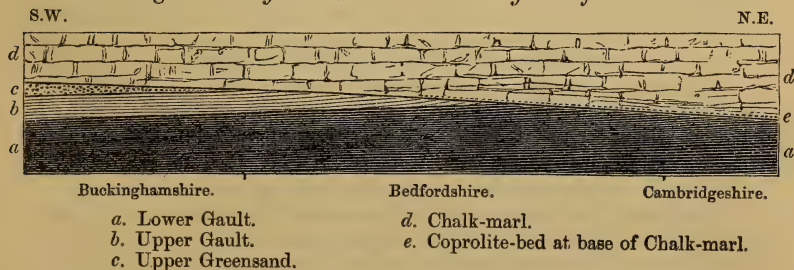 S.W. N.E.
d
d
c
b
e
a a
Buckinghamshire. Bedfordshire. Cambridgeshire.
a. Lower Gault. d. Chalk-marl.
b. Upper Gault. e. Coprolite-bed at base of Chalk-marl.
c. Upper Greensand.